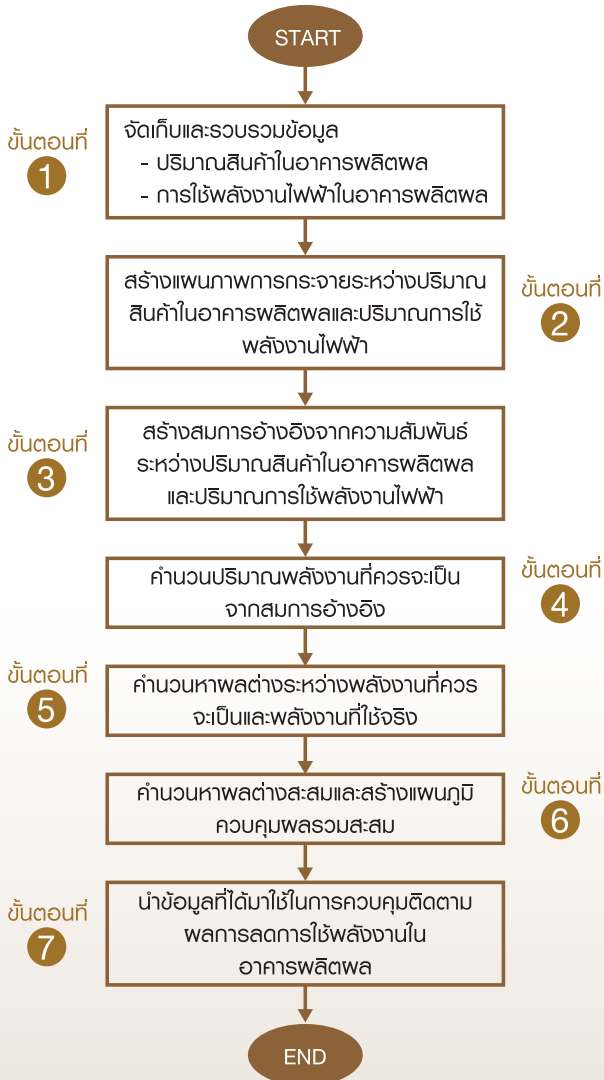 START
ขั้นตอนที่
1
จัดเก็บและรวบรวมข้อมูล
- ปริมาณสินค้าในอาคารผลิตผล
- การใช้พลังงานไฟฟ้าในอาคารผลิตผล
ขั้นตอนที่
2
สร้างแผนภาพการกระจายระหว่างปริมาณ
สินค้าในอาคารผลิตผลและปริมาณการใช้
พลังงานไฟฟ้า
ขั้นตอนที่
3
สร้างสมการอ้างอิงจากความสัมพันธ์
ระหว่างปริมาณสินค้าในอาคารผลิตผล
และปริมาณการใช้พลังงานไฟฟ้า
ขั้นตอนที่
4
คำนวนปริมาณพลังงานที่ควรจะเป็น
จากสมการอ้างอิง
ขั้นตอนที่
5
คำนวนหาผลต่างระหว่างพลังงานที่ควร
จะเป็นและพลังงานที่ใช้จริง
ขั้นตอนที่
6
คำนวนหาผลต่างสะสมและสร้างแผนภูมิ
ควบคุมผลรวมสะสม
ขั้นตอนที่
7
นำข้อมูลที่ได้มาใช้ในการควบคุมติดตาม
ผลการลดการใช้พลังงานใน
อาคารผลิตผล
END